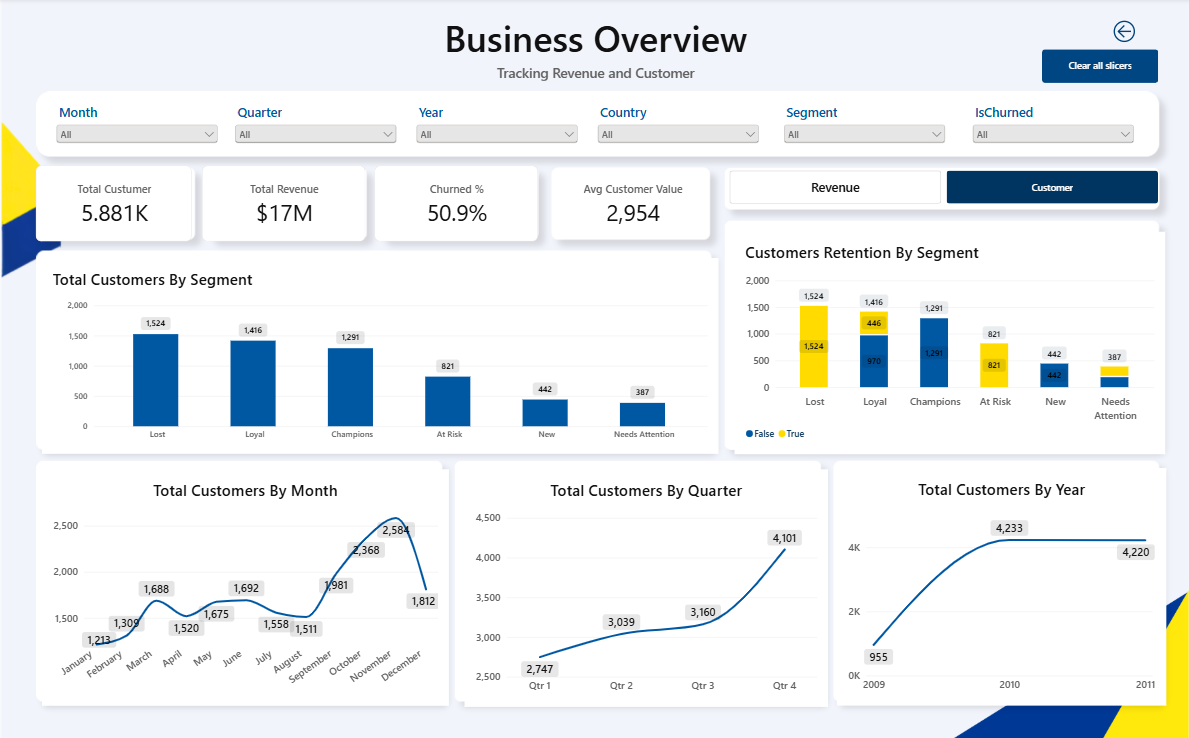 Business Overview
Tracking Revenue and Customer
Clear all slicers
Month Quarter Year Country Segment IsChurned
All All All All All All
Total Custumer Total Revenue Churned % Avg Customer Value
5.881K $17M 50.9% 2,954
Revenue Customer
Total Customers By Segment
2,000
1,500
1,000
500
0
1,524 1,416 1,291 821 442 387
Lost Loyal Champions At Risk New Needs Attention
Customers Retention By Segment
2,000
1,500
1,000
500
0
1,524 1,416 1,291 821 442 387
1,524 446 970 1,291 821 442
Lost Loyal Champions At Risk New Needs
Attention
False True
Total Customers By Month
2,500
2,000
1,500
1,213 1,309 1,688 1,520 1,675 1,692 1,558 1,511 1,981 2,368 2,584 1,812
January February March April May June July August September October November December
Total Customers By Quarter
4,500
4,000
3,500
3,000
2,500
2,747 3,039 3,160 4,101
Qtr 1 Qtr 2 Qtr 3 Qtr 4
Total Customers By Year
4K
2K
0K
955 4,233 4,220
2009 2010 2011